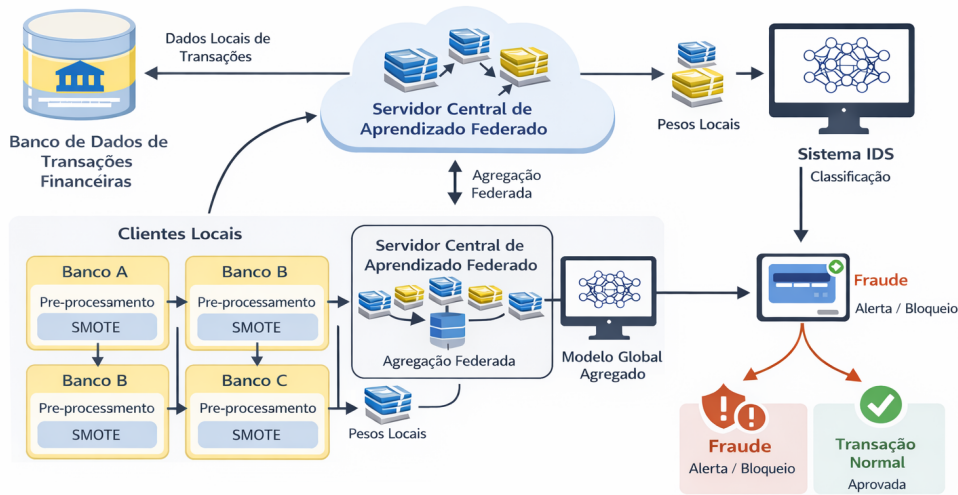 Dados Locais de
Transações
Banco de Dados de
Transações
Financeiras
Servidor Central de
Aprendizado Federado
Pesos Locais
Sistema IDS
Classificação
Agregação
Federada
Clientes Locais
Banco A
Pre-processamento
SMOTE
Banco B
Pre-processamento
SMOTE
Banco B
Pre-processamento
SMOTE
Banco C
Pre-processamento
SMOTE
Servidor Central de
Aprendizado Federado
Agregação Federada
Pesos Locais
Modelo Global
Agregado
Fraude
Alerta / Bloqueio
Fraude
Alerta / Bloqueio
Transação
Normal
Aprovada